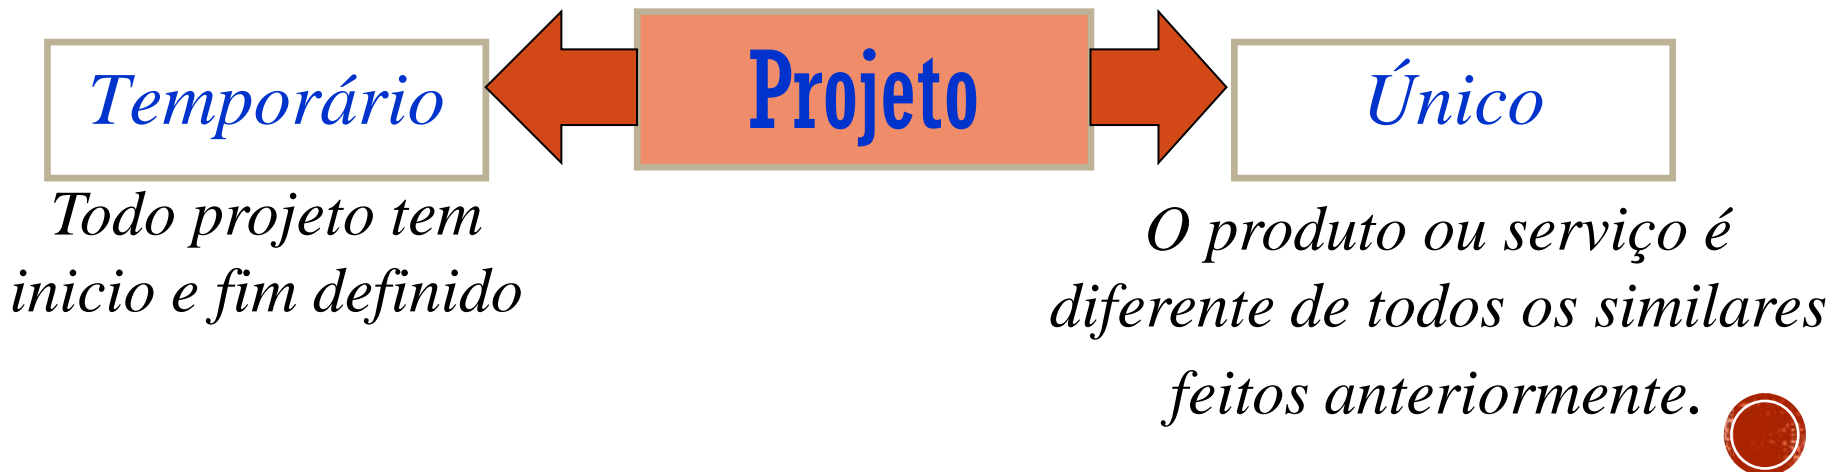 Temporário
Projeto
Único
Todo projeto tem
inicio e fim definido
O produto ou serviço é
diferente de todos os similares
feitos anteriormente.